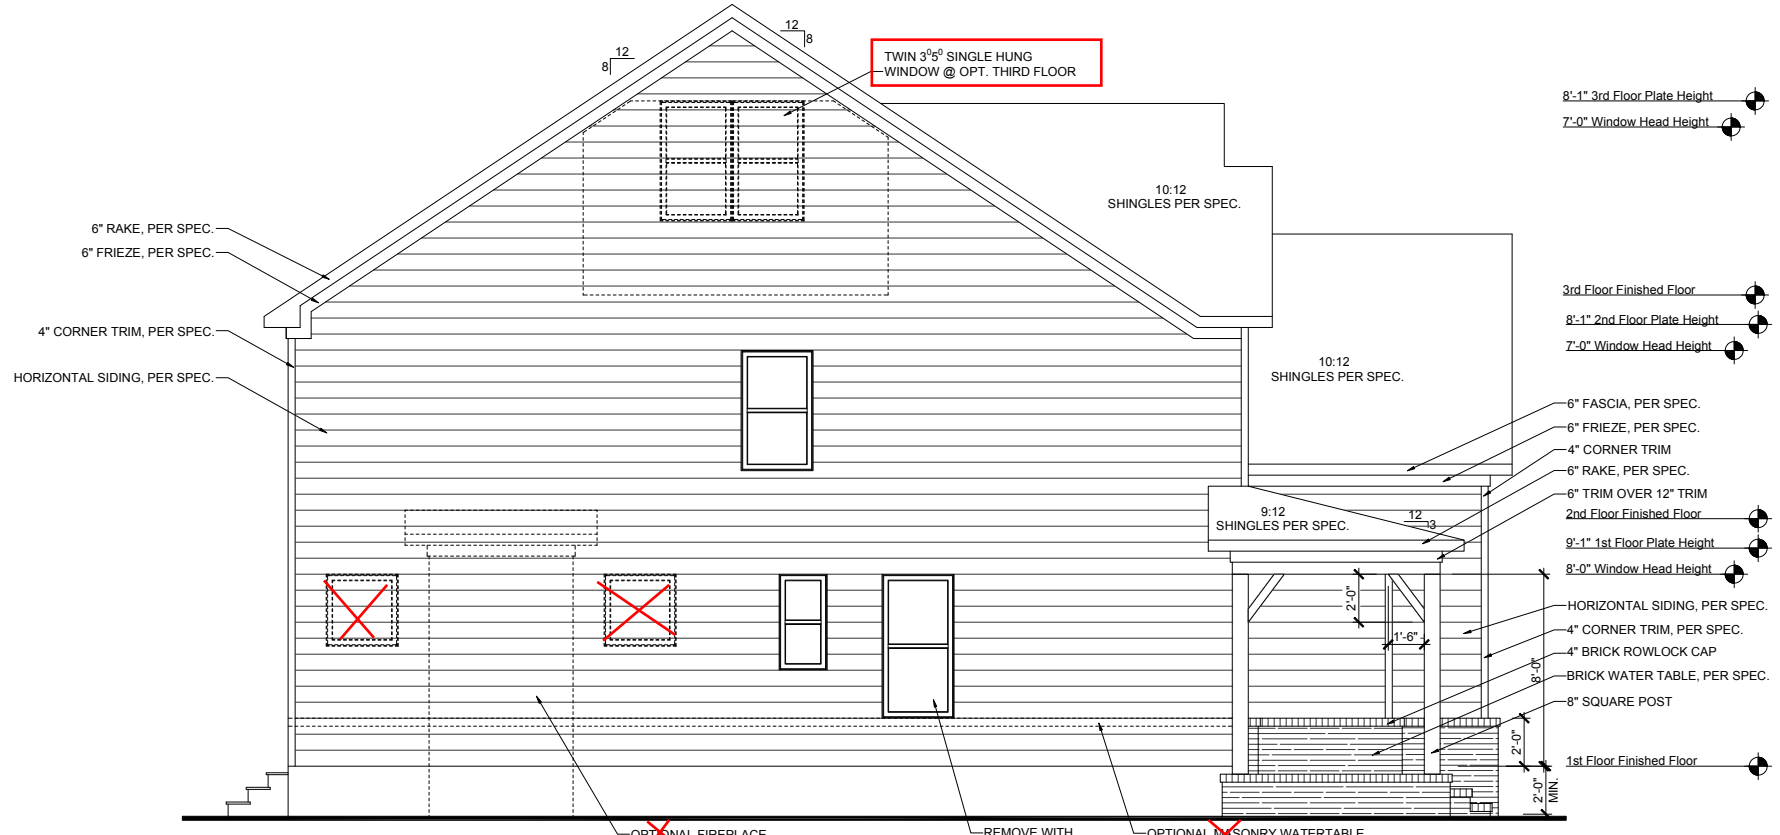 12
8
12
8
TWIN 3⁰5⁰ SINGLE HUNG
WINDOW @ OPT. THIRD FLOOR
8'-1" 3rd Floor Plate Height
7'-0" Window Head Height
10:12
SHINGLES PER SPEC.
6" RAKE, PER SPEC.
6" FRIEZE, PER SPEC.
4" CORNER TRIM, PER SPEC.
HORIZONTAL SIDING, PER SPEC.
3rd Floor Finished Floor
8'-1" 2nd Floor Plate Height
7'-0" Window Head Height
10:12
SHINGLES PER SPEC.
6" FASCIA, PER SPEC.
6" FRIEZE, PER SPEC.
4" CORNER TRIM
6" RAKE, PER SPEC.
6" TRIM OVER 12" TRIM
2nd Floor Finished Floor
9'-1" 1st Floor Plate Height
8'-0" Window Head Height
9:12
SHINGLES PER SPEC.
12
3
2'-0"
1'-6"
8'-0"
HORIZONTAL SIDING, PER SPEC.
4" CORNER TRIM, PER SPEC.
4" BRICK ROWLOCK CAP
BRICK WATER TABLE, PER SPEC.
8" SQUARE POST
2'-0"
1st Floor Finished Floor
2'-0"
MIN.
OPTIONAL FIREPLACE
REMOVE WITH
OPTIONAL MASONRY WATERTABLE